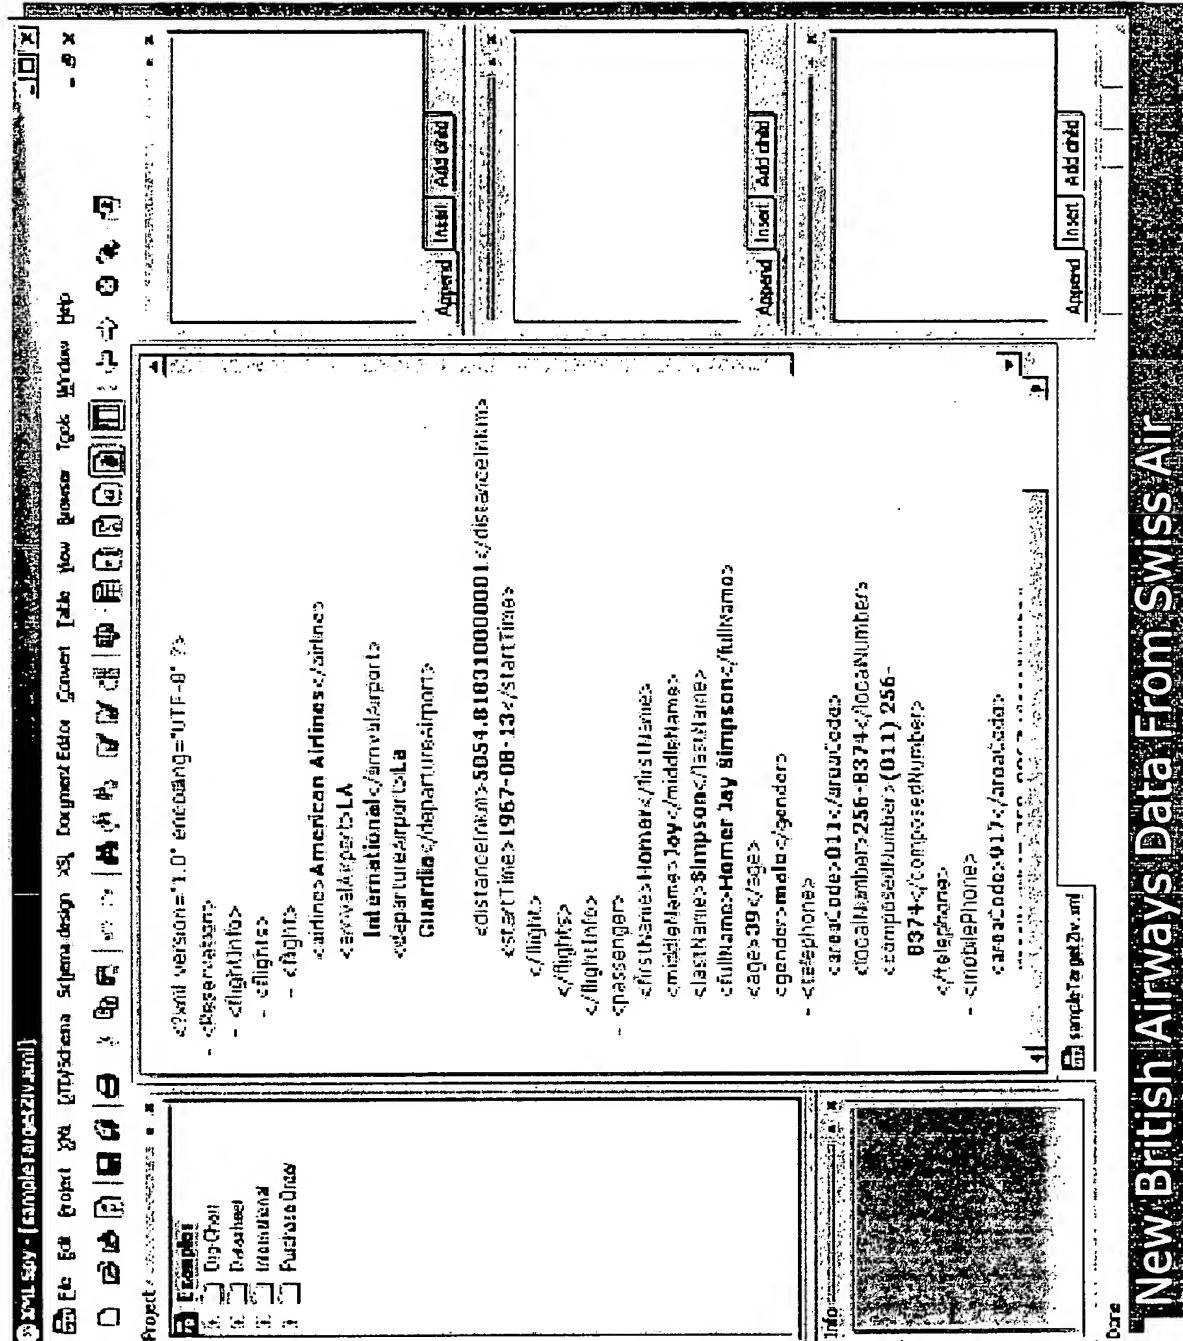 XML Spy - [sampleTargetZiv.xml]
File Edit Project XML DTD/Schema Schema design XSL Document Editor Convert Table View Browser Tools Window Help
Project
Examples
Org-Chart
Datasheet
International
Purchase Order
Info
<?xml version="1.0" encoding="UTF-8" ?>
- <Reservation>
- <flightInfo>
- <flights>
- <flight>
<airline>American Airlines</airline>
<arrivalAirport>LA
International</arrivalAirport>
<departureAirport>La
Guardia</departureAirport>
<distanceInkm>5054.81831000000 1</distanceInkm>
<startTime>1967-08-13</startTime>
</flight>
</flights>
</flightInfo>
- <passenger>
<firstName>Homer</firstName>
<middleName>Jay</middleName>
<lastName>Simpson</lastName>
<fullName>Homer Jay Simpson</fullName>
<age>39</age>
<gender>male</gender>
- <telephone>
<areaCode>011</areaCode>
<localNumber>256-8374</localNumber>
<composedNumber>(011) 256-
8374</composedNumber>
</telephone>
- <mobilePhone>
<areaCode>017</areaCode>
sampleTargetZiv.xml
Append Insert Add child
Append Insert Add child
Append Insert Add child
Done
New British Airways Data From Swiss Air